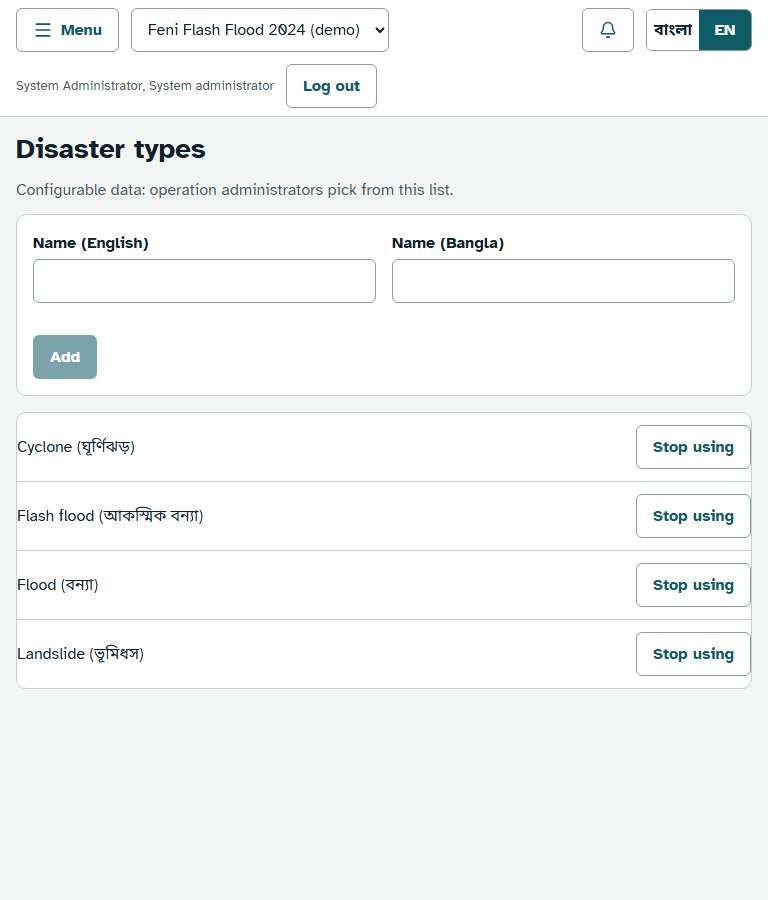 Menu
Feni Flash Flood 2024 (demo)
বাংলা
EN
System Administrator, System administrator
Log out
Disaster types
Configurable data: operation administrators pick from this list.
Name (English)
Name (Bangla)
Add
Cyclone (ঘূর্ণিঝড়)
Stop using
Flash flood (আকস্মিক বন্যা)
Stop using
Flood (বন্যা)
Stop using
Landslide (ভূমিধস)
Stop using